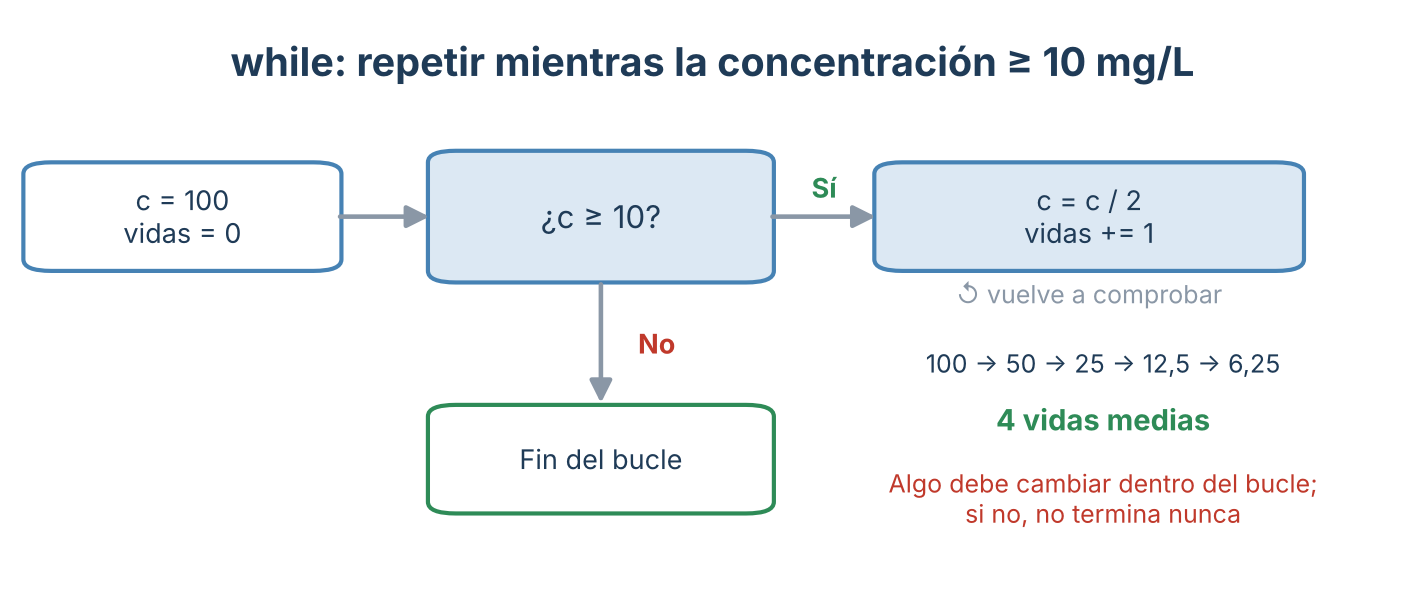 while: repetir mientras la concentración ≥ 10 mg/L
c = 100
vidas = 0
¿c ≥ 10?
Sí
c = c / 2
vidas += 1
↺ vuelve a comprobar
No
100 → 50 → 25 → 12,5 → 6,25
4 vidas medias
Fin del bucle
Algo debe cambiar dentro del bucle;
si no, no termina nunca